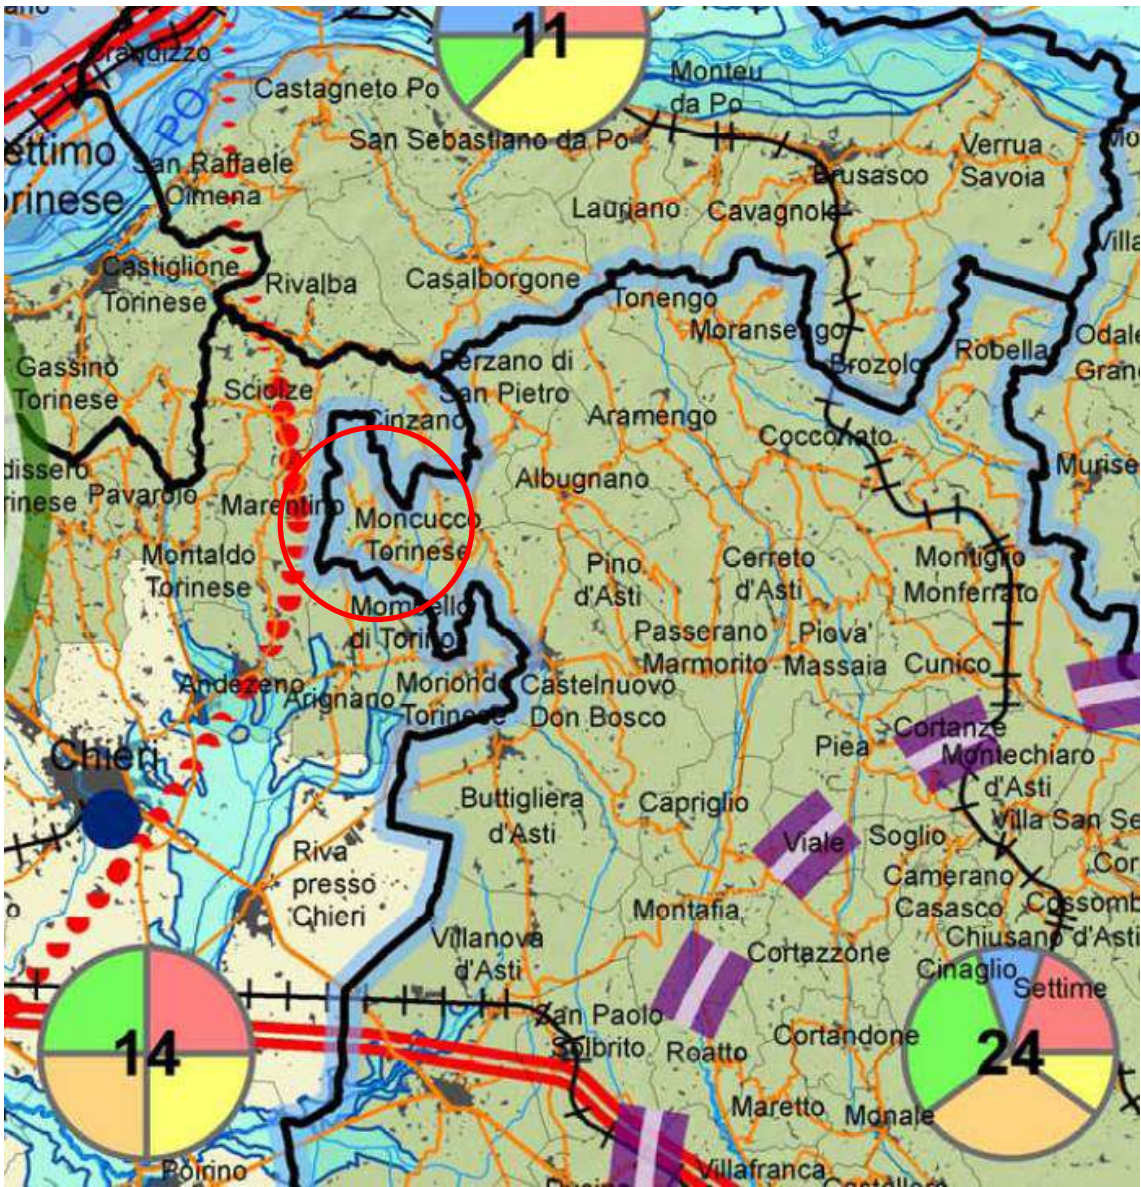 11
Monteu
da Po
Castagneto Po
San Sebastiano da Po
Verrua
Savoia
San Raffaele
Cimena
PO
Brusasco
Lauriano
Cavagnolo
Castiglione
Torinese
Rivalba
Casalborgone
Tonengo
Moransengo
Brozolo
Robella
Gassino
Torinese
Sciolze
Berzano di
San Pietro
Cinzano
Aramengo
Cocconato
Albugnano
Pavarolo
Marentino
Moncucco
Torinese
Montaldo
Torinese
Pino
d'Asti
Cerreto
d'Asti
Montiglio
Monferrato
Mombello
di Torino
Passerano
Marmorito
Piova'
Massaia
Cunico
Andezeno
Arignano
Moriondo
Torinese
Castelnuovo
Don Bosco
Cortanze
Piea
Montechiaro
d'Asti
Chieri
Buttigliera
d'Asti
Capriglio
Viale
Soglio
Villa San Se
Riva
presso
Chieri
Camerano
Casasco
Cor
Cossomb
Montafia
Chiusano d'Asti
Villanova
d'Asti
Cortazzone
Cinaglio
Settime
San Paolo
Solbrito
Roatto
Cortandone
14
24
Maretto
Monale
Poirino
Villafranca